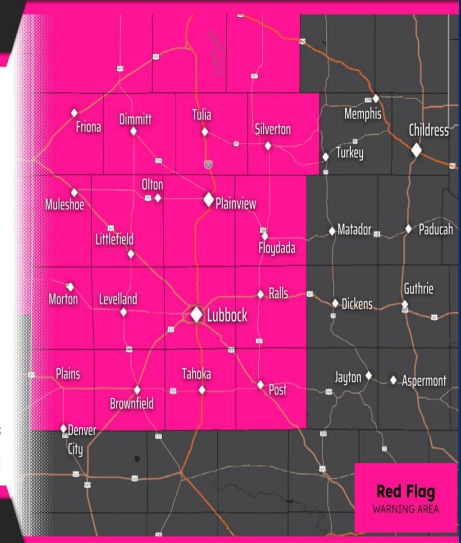 Memphis
Friona
Dimmitt
Tulia
Silverton
Childress
Turkey
Olton
Muleshoe
Plainview
Littlefield
Floydada
Matador
Paducah
Morton
Levelland
Ralls
Dickens
Guthrie
Lubbock
Plains
Tahoka
Jayton
Aspermont
Brownfield
Post
Denver
City
Red Flag
WARNING AREA